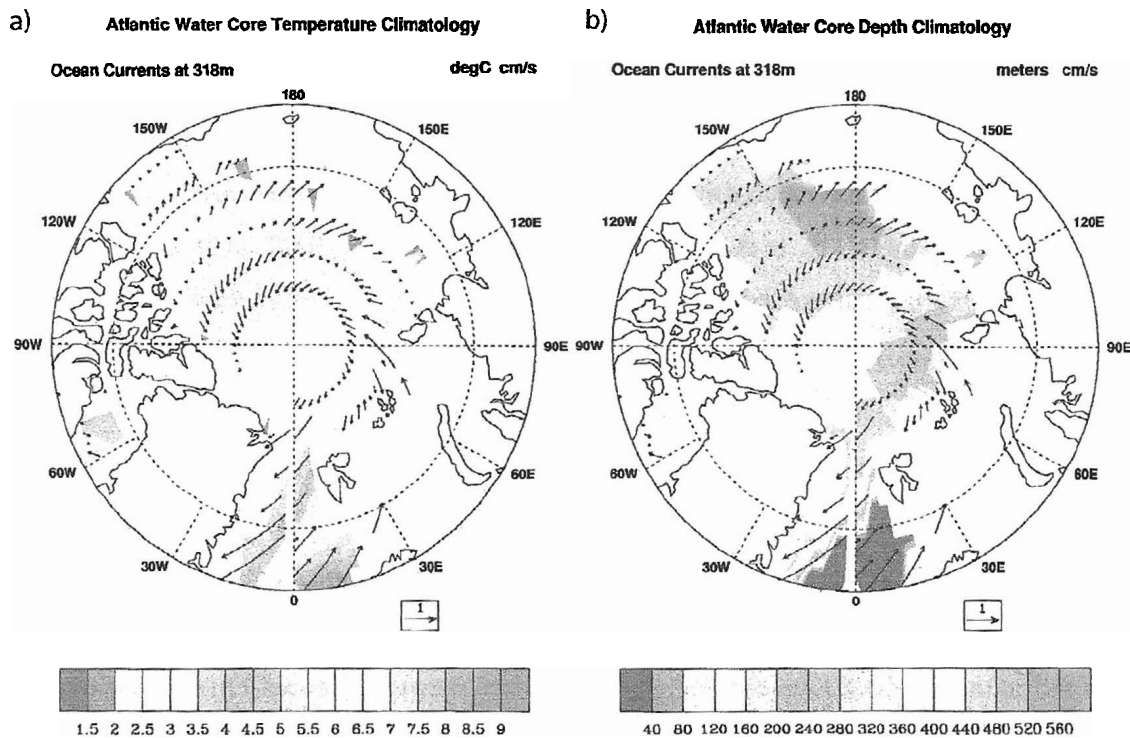 a)
Atlantic Water Core Temperature Climatology
Ocean Currents at 318m degC cm/s
180
150W 150E
120W 120E
90W 90E
60W 60E
30W 30E
0
1
1.5 2 2.5 3 3.5 4 4.5 5 5.5 6 6.5 7 7.5 8 8.5 9
b)
Atlantic Water Core Depth Climatology
Ocean Currents at 318m meters cm/s
180
150W 150E
120W 120E
90W 90E
60W 60E
30W 30E
0
1
40 80 120 160 200 240 280 320 360 400 440 480 520 560